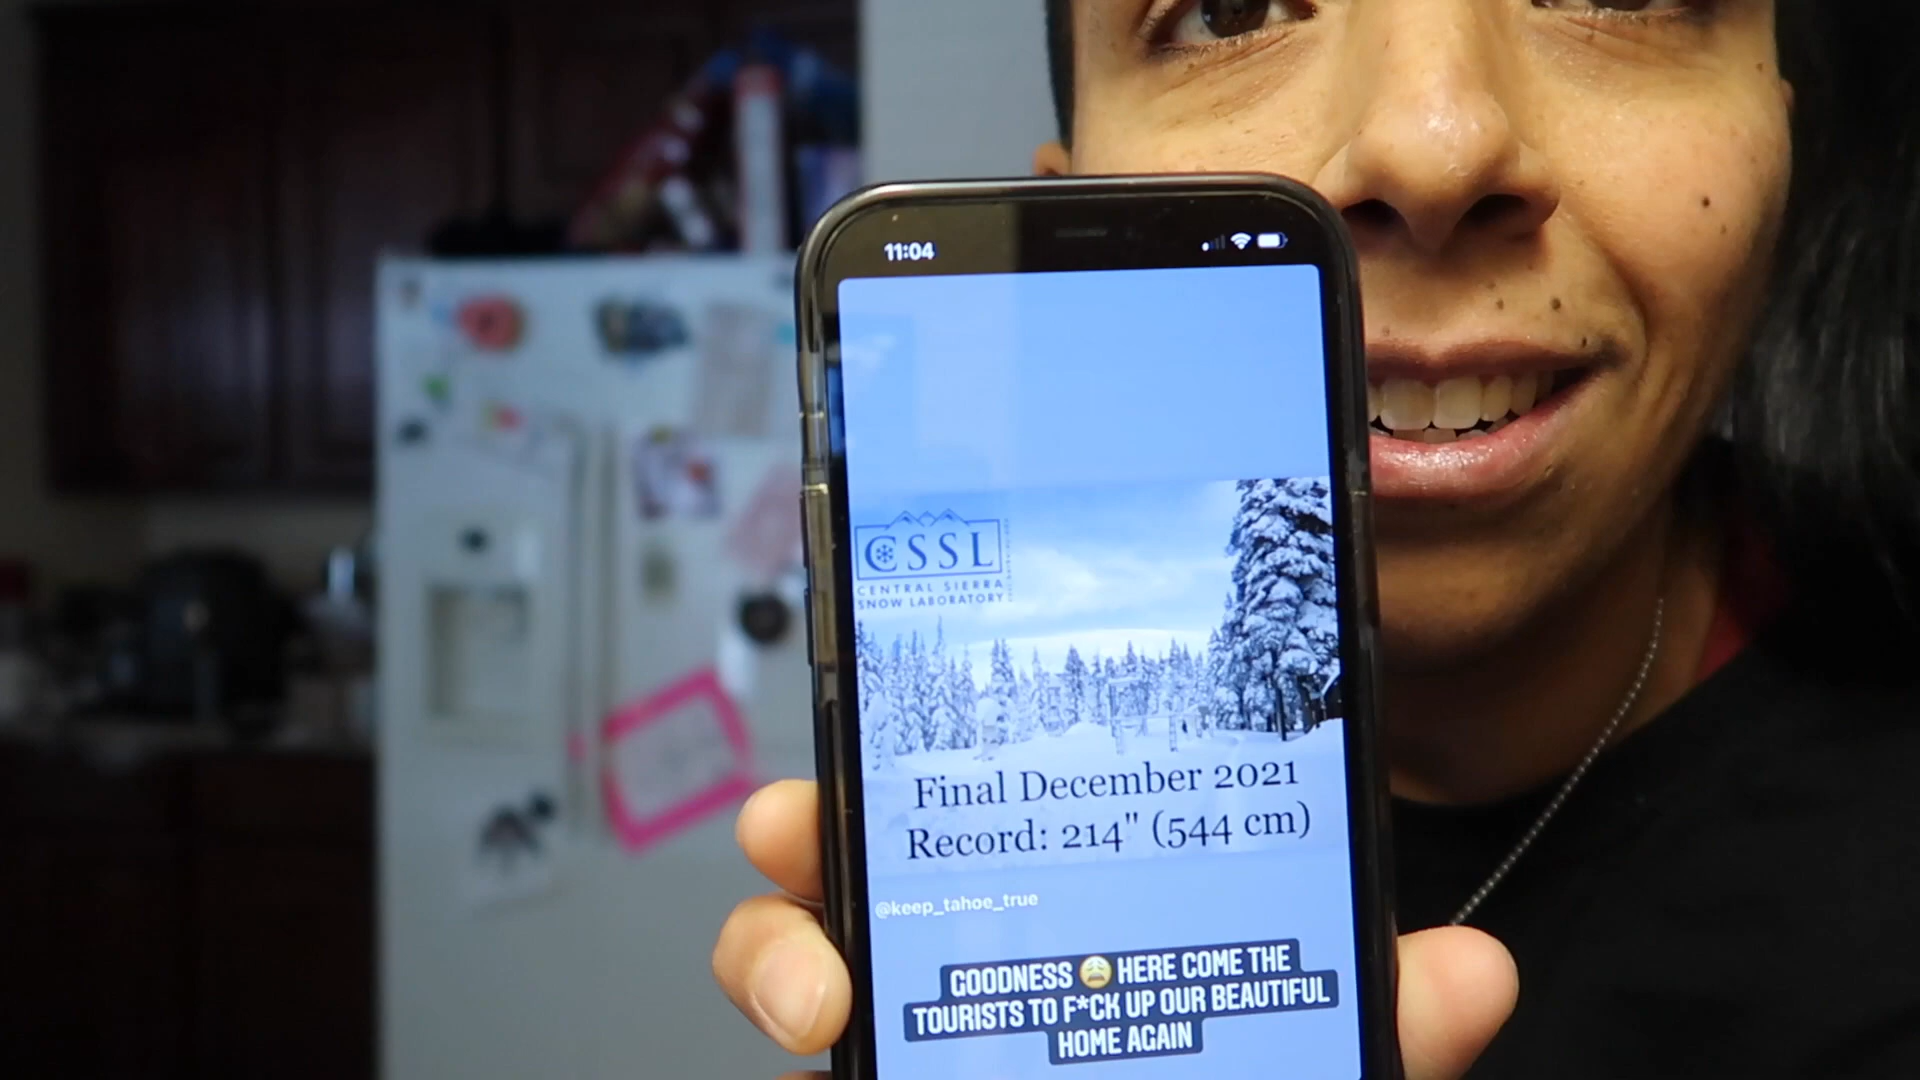 11:04
CSSL
CENTRAL SIERRA
SNOW LABORATORY
Final December 2021
Record: 214" (544 cm)
@keep_tahoe_true
GOODNESS 😩 HERE COME THE
TOURISTS TO F*CK UP OUR BEAUTIFUL
HOME AGAIN